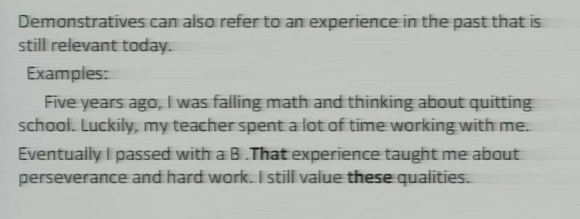 Demonstratives can also refer to an experience in the past that is
still relevant today.
Examples:
Five years ago, I was failing math and thinking about quitting
school. Luckily, my teacher spent a lot of time working with me.
Eventually I passed with a B .That experience taught me about
perseverance and hard work. I still value these qualities.